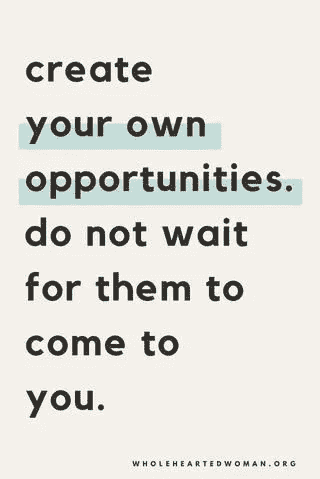 create
your own
opportunities.
do not wait
for them to
come to
you.
WHOLEHEARTEDWOMAN.ORG